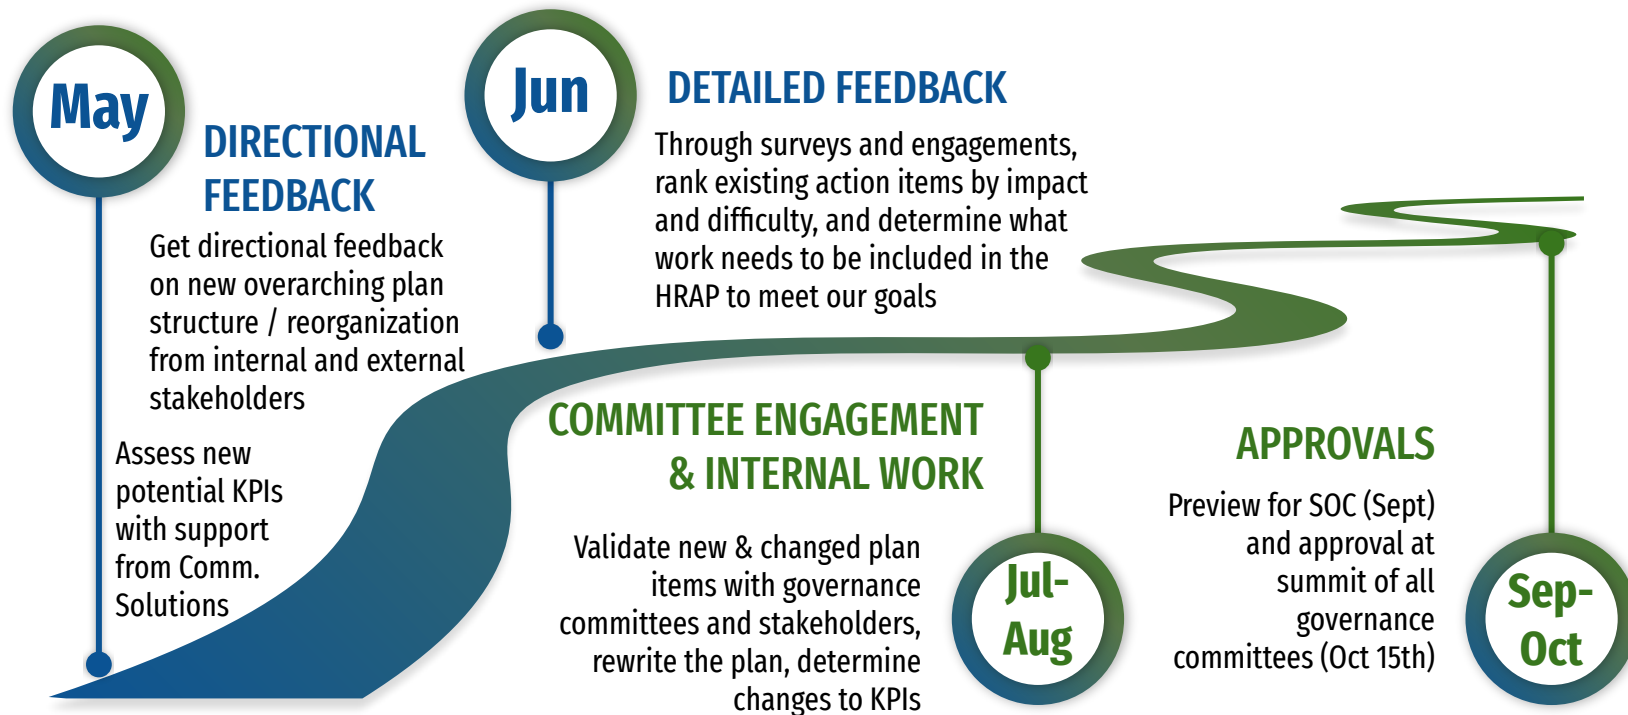 May
DIRECTIONAL
FEEDBACK
Get directional feedback
on new overarching plan
structure / reorganization
from internal and external
stakeholders
Assess new
potential KPIs
with support
from Comm.
Solutions
Jun
DETAILED FEEDBACK
Through surveys and engagements,
rank existing action items by impact
and difficulty, and determine what
work needs to be included in the
HRAP to meet our goals
COMMITTEE ENGAGEMENT
& INTERNAL WORK
Validate new & changed plan
items with governance
committees and stakeholders,
rewrite the plan, determine
changes to KPIs
Jul-
Aug
APPROVALS
Preview for SOC (Sept)
and approval at
summit of all
governance
committees (Oct 15th)
Sep-
Oct